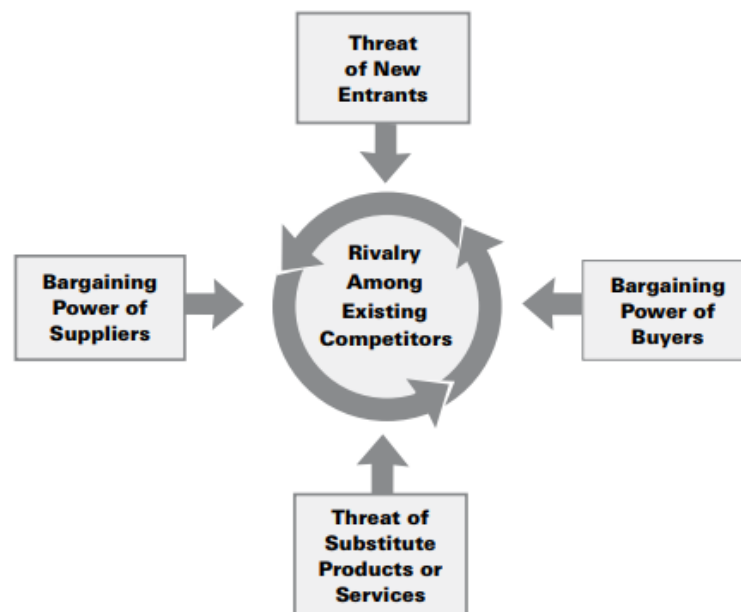 Threat
of New
Entrants
Rivalry
Among
Existing
Competitors
Bargaining
Power of
Suppliers
Bargaining
Power of
Buyers
Threat of
Substitute
Products or
Services